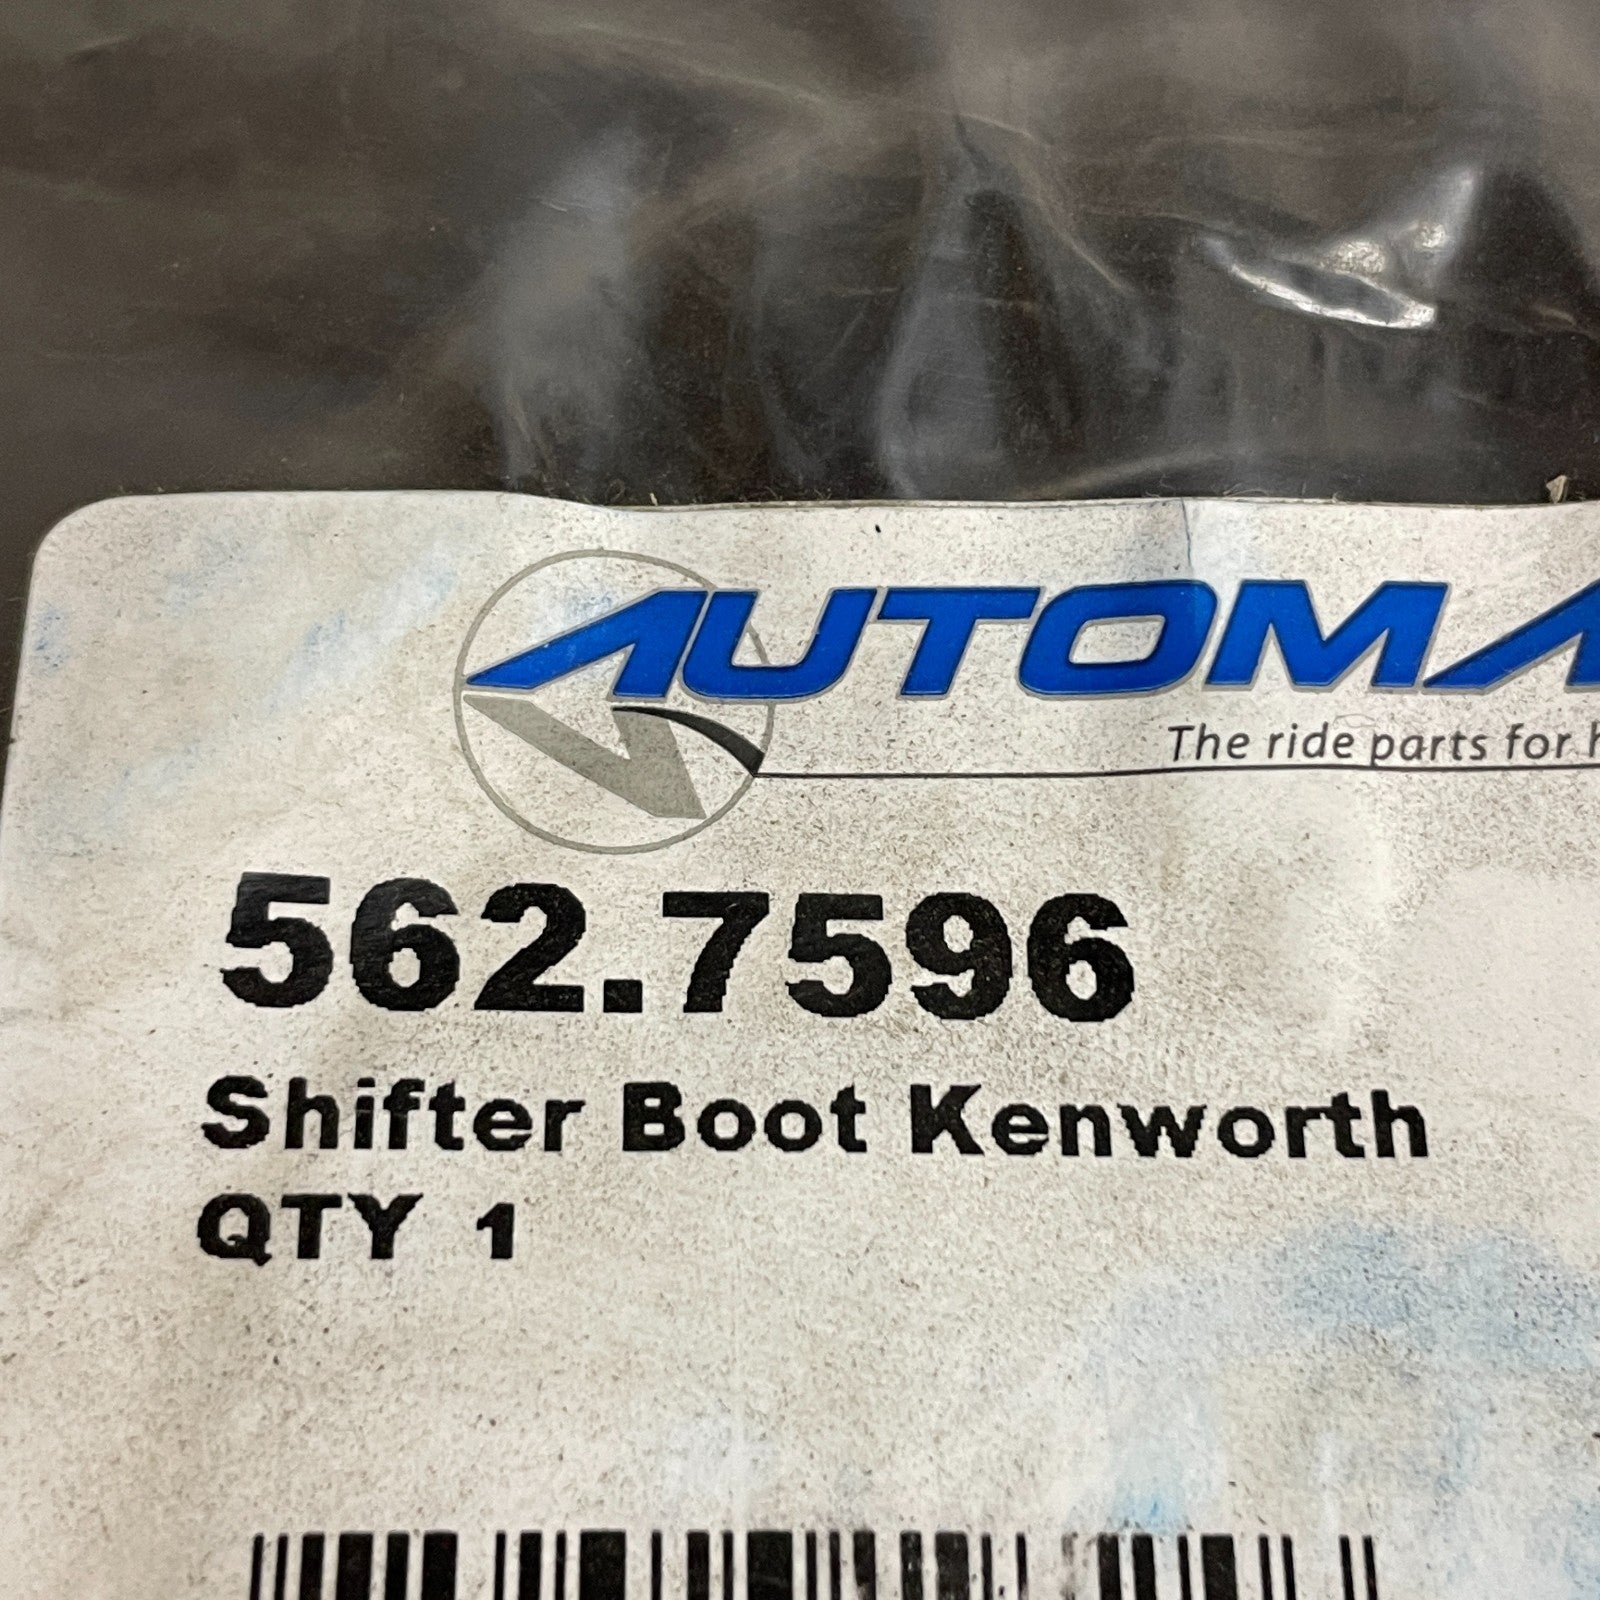 AUTOMA
The ride parts for h
562.7596
Shifter Boot Kenworth
QTY 1